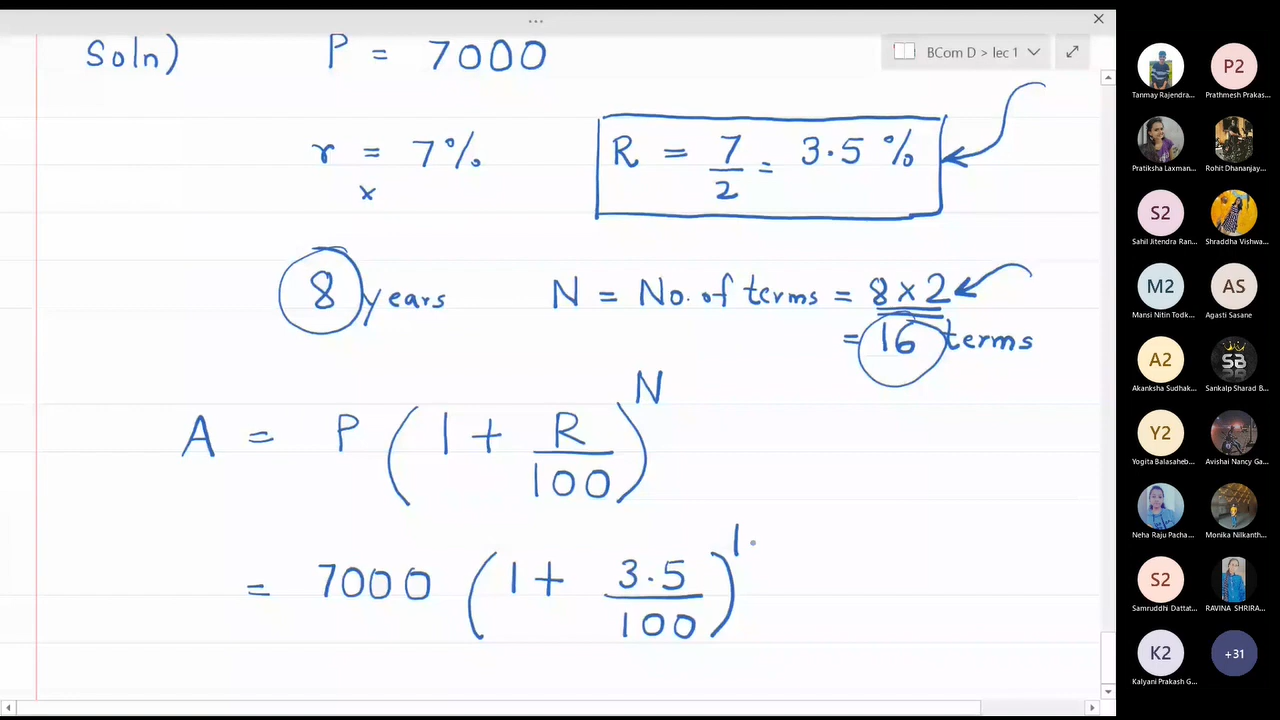 Soln) P = 7000
BCom D > lec 1
r = 7% R = 7/2 = 3.5 %
x
8 years N = No. of terms = 8 x 2
= 16 terms
A = P ( 1 + R/100 )^N
= 7000 ( 1 + 3.5/100 )^1
Tanmay Rajendra...
P2
Prathmesh Prakas...
Pratiksha Laxman...
Rohit Dhananjay...
S2
Sahil Jitendra Ran...
Shraddha Vishwa...
M2
Mansi Nitin Todk...
AS
Agasti Sasane
A2
Akanksha Sudhak...
SB
Sankalp Sharad B...
Y2
Yogita Balasaheb...
Avishai Nancy Ga...
Neha Raju Pacha...
Monika Nilkanth...
S2
Samruddhi Dattat...
RAVINA SHRIRA...
K2
Kalyani Prakash G...
+31